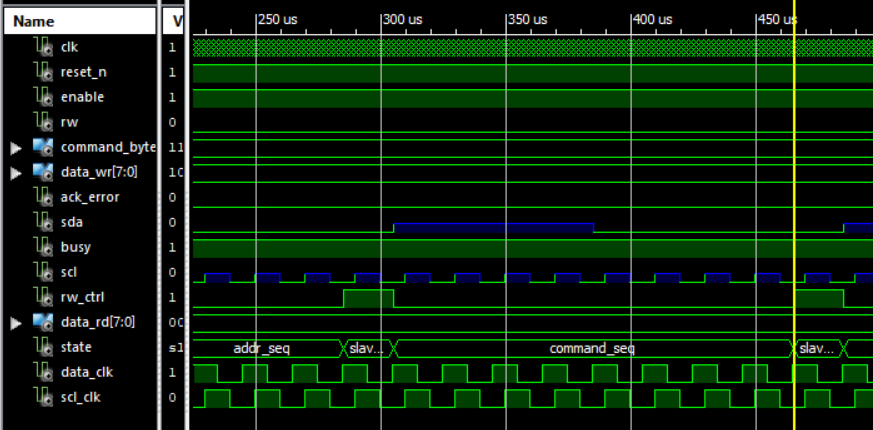 Name V 250 us 300 us 350 us 400 us 450 us
clk 1
reset_n 1
enable 1
rw 0
command_byte 11
data_wr[7:0] 10
ack_error 0
sda 0
busy 1
scl 0
rw_ctrl 1
data_rd[7:0] 00
state s1 addr_seq slav... command_seq slav...
data_clk 1
scl_clk 0